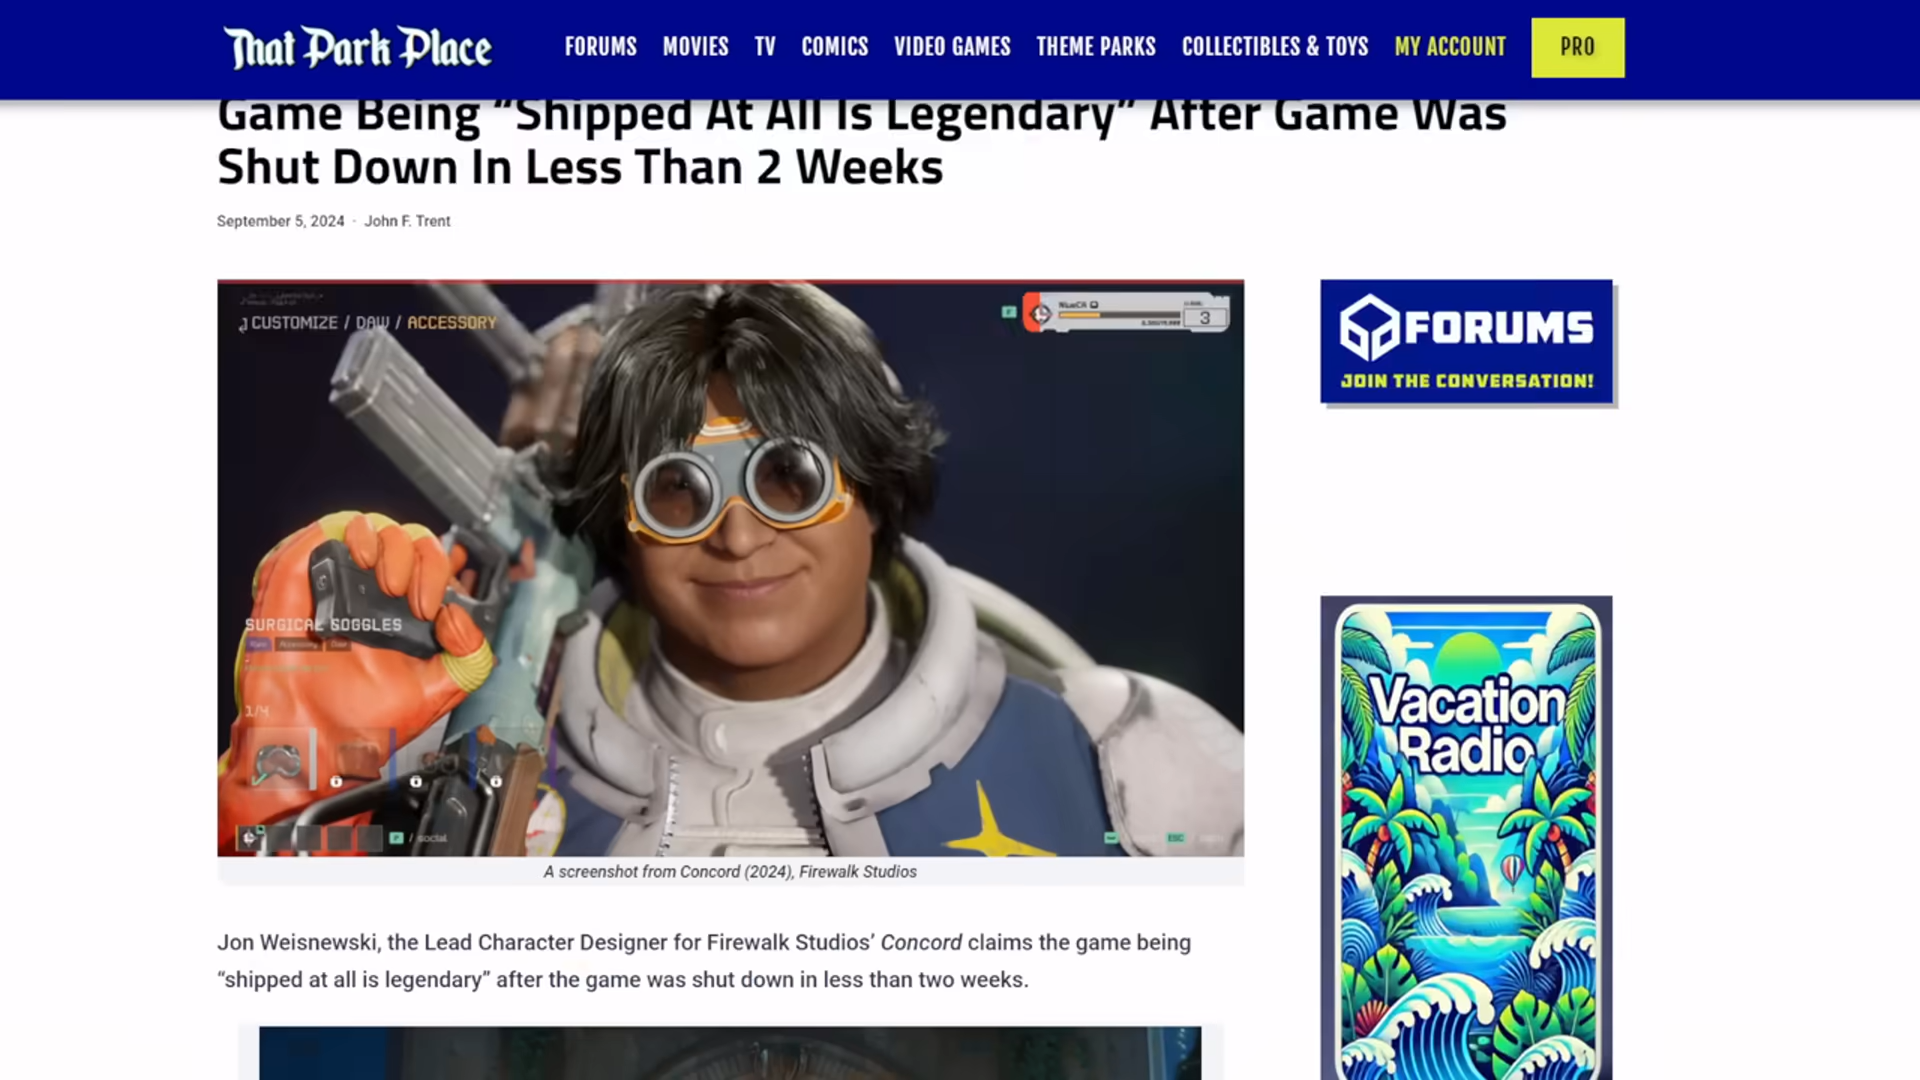 That Park Place
FORUMS MOVIES TV COMICS VIDEO GAMES THEME PARKS COLLECTIBLES & TOYS MY ACCOUNT PRO
Game Being “Shipped At All Is Legendary” After Game Was
Shut Down In Less Than 2 Weeks
September 5, 2024 - John F. Trent
CUSTOMIZE / DAW / ACCESSORY
3
SURGICAL GOGGLES
1/4
F / social
ESC
A screenshot from Concord (2024), Firewalk Studios
Jon Weisnewski, the Lead Character Designer for Firewalk Studios’ Concord claims the game being
“shipped at all is legendary” after the game was shut down in less than two weeks.
FORUMS
JOIN THE CONVERSATION!
Vacation
Radio